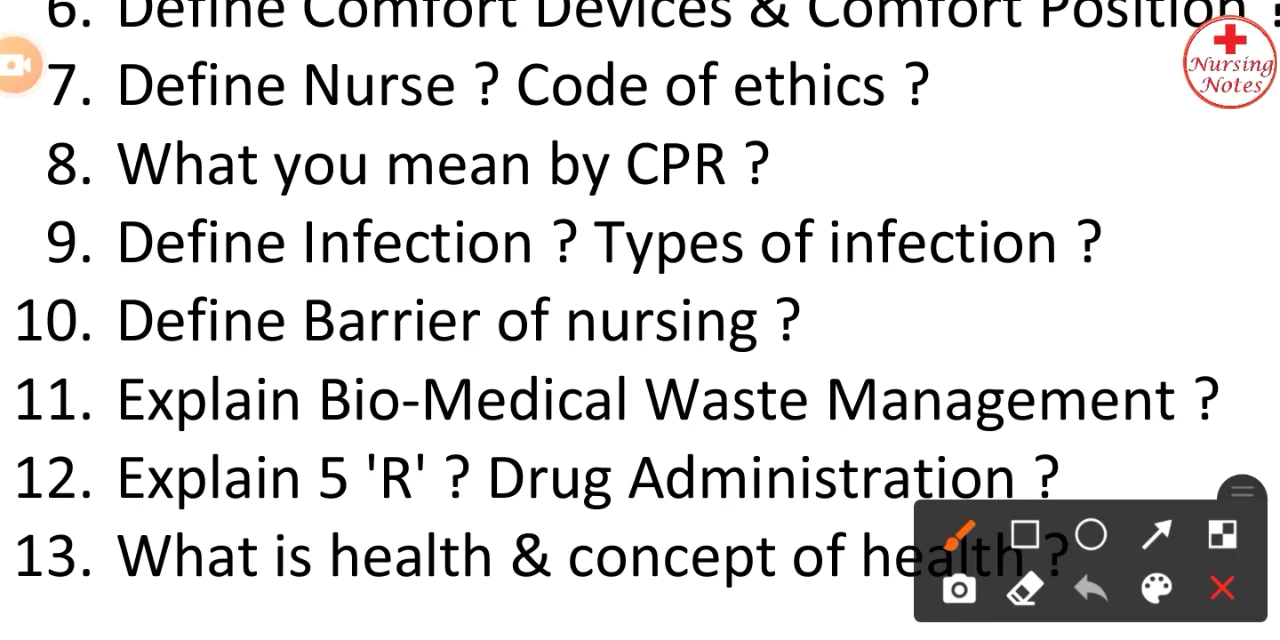 6. Define Comfort Devices & Comfort Position ?
7. Define Nurse ? Code of ethics ?
8. What you mean by CPR ?
9. Define Infection ? Types of infection ?
10. Define Barrier of nursing ?
11. Explain Bio-Medical Waste Management ?
12. Explain 5 'R' ? Drug Administration ?
13. What is health & concept of health ?
Nursing
Notes